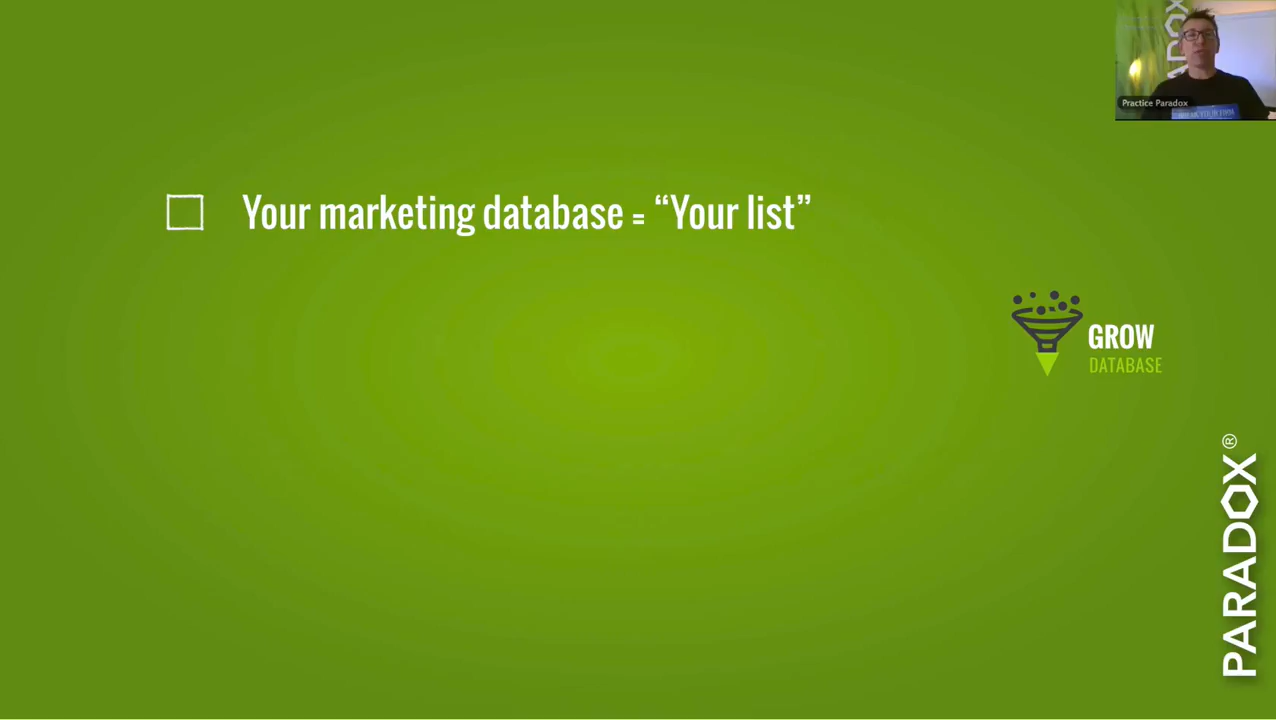 Practice Paradox
Your marketing database = “Your list”
GROW
DATABASE
PARADOX®